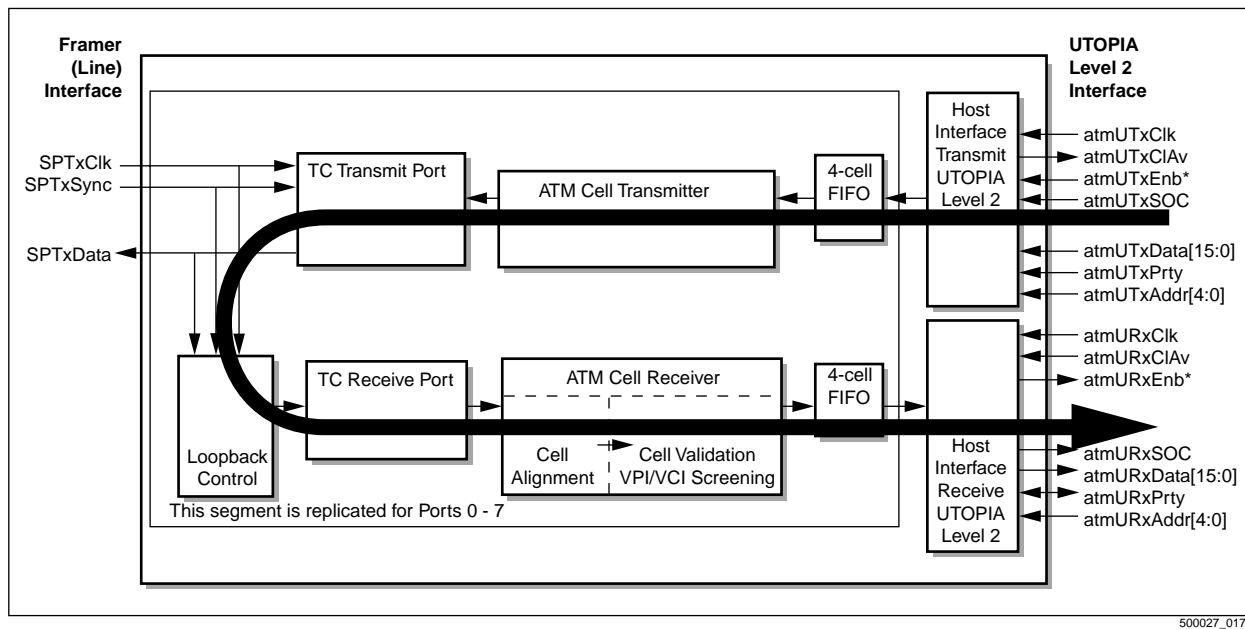 Framer
(Line)
Interface
UTOPIA
Level 2
Interface
SPTxClk
SPTxSync
SPTxData
TC Transmit Port
ATM Cell Transmitter
4-cell
FIFO
Host
Interface
Transmit
UTOPIA
Level 2
atmUTxClk
atmUTxClAv
atmUTxEnb*
atmUTxSOC
atmUTxData[15:0]
atmUTxPrty
atmUTxAddr[4:0]
Loopback
Control
TC Receive Port
ATM Cell Receiver
Cell
Alignment
Cell Validation
VPI/VCI Screening
4-cell
FIFO
Host
Interface
Receive
UTOPIA
Level 2
atmURxClk
atmURxClAv
atmURxEnb*
atmURxSOC
atmURxData[15:0]
atmURxPrty
atmURxAddr[4:0]
This segment is replicated for Ports 0 - 7
500027_017